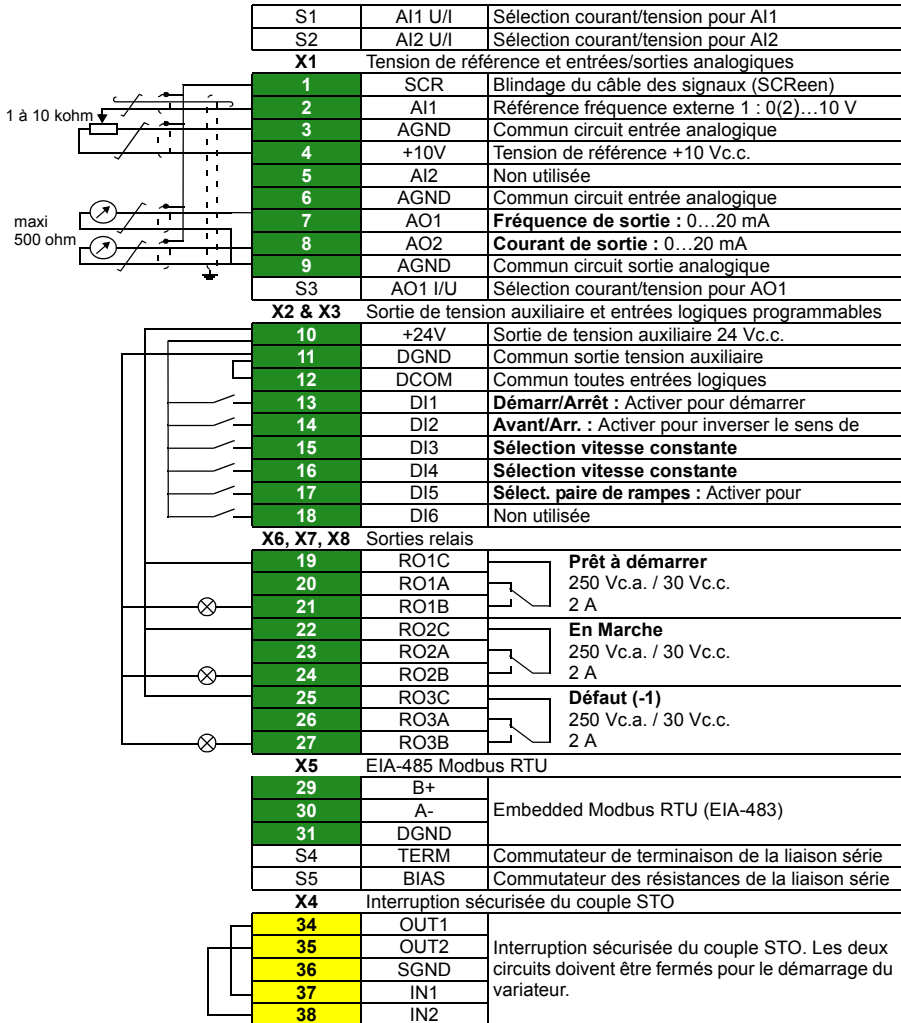 S1 AI1 U/I Sélection courant/tension pour AI1
S2 AI2 U/I Sélection courant/tension pour AI2
X1 Tension de référence et entrées/sorties analogiques
1 SCR Blindage du câble des signaux (SCReen)
1 à 10 kohm
2 AI1 Référence fréquence externe 1 : 0(2)…10 V
3 AGND Commun circuit entrée analogique
4 +10V Tension de référence +10 Vc.c.
5 AI2 Non utilisée
6 AGND Commun circuit entrée analogique
maxi
500 ohm
7 AO1 Fréquence de sortie : 0…20 mA
8 AO2 Courant de sortie : 0…20 mA
9 AGND Commun circuit sortie analogique
S3 AO1 I/U Sélection courant/tension pour AO1
X2 & X3 Sortie de tension auxiliaire et entrées logiques programmables
10 +24V Sortie de tension auxiliaire 24 Vc.c.
11 DGND Commun sortie tension auxiliaire
12 DCOM Commun toutes entrées logiques
13 DI1 Démarr/Arrêt : Activer pour démarrer
14 DI2 Avant/Arr. : Activer pour inverser le sens de
15 DI3 Sélection vitesse constante
16 DI4 Sélection vitesse constante
17 DI5 Sélect. paire de rampes : Activer pour
18 DI6 Non utilisée
X6, X7, X8 Sorties relais
19 RO1C Prêt à démarrer
20 RO1A 250 Vc.a. / 30 Vc.c.
21 RO1B 2 A
22 RO2C En Marche
23 RO2A 250 Vc.a. / 30 Vc.c.
24 RO2B 2 A
25 RO3C Défaut (-1)
26 RO3A 250 Vc.a. / 30 Vc.c.
27 RO3B 2 A
X5 EIA-485 Modbus RTU
29 B+
30 A- Embedded Modbus RTU (EIA-483)
31 DGND
S4 TERM Commutateur de terminaison de la liaison série
S5 BIAS Commutateur des résistances de la liaison série
X4 Interruption sécurisée du couple STO
34 OUT1
35 OUT2 Interruption sécurisée du couple STO. Les deux
36 SGND circuits doivent être fermés pour le démarrage du
37 IN1 variateur.
38 IN2